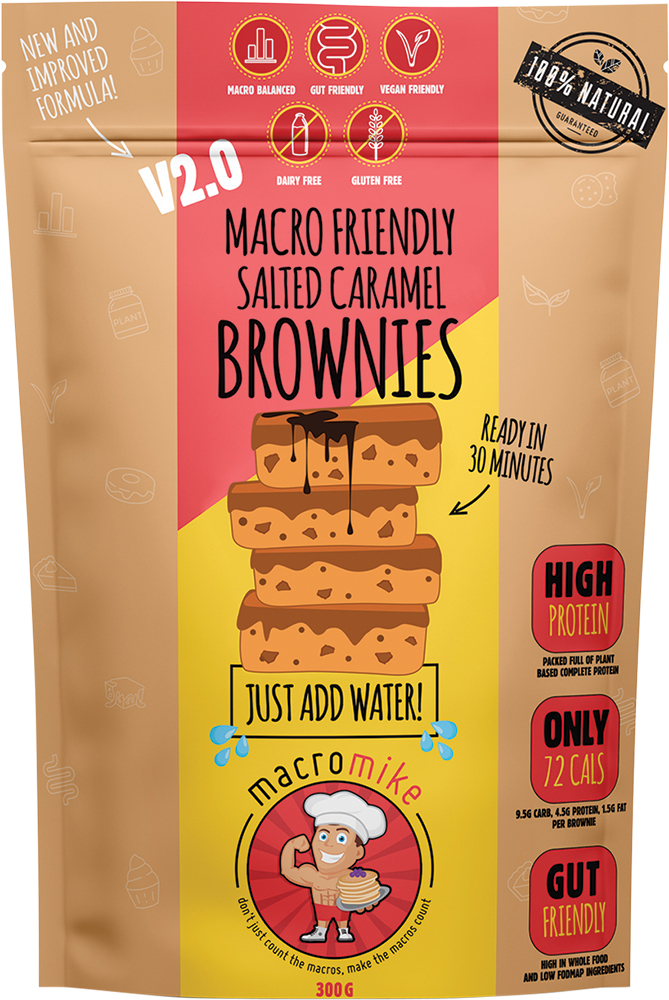 NEW AND
IMPROVED
FORMULA!
MACRO BALANCED
GUT FRIENDLY
VEGAN FRIENDLY
100% NATURAL
GUARANTEED
DAIRY FREE
GLUTEN FREE
V2.0
MACRO FRIENDLY
SALTED CARAMEL
BROWNIES
PLANT
PLANT
READY IN
30 MINUTES
HIGH
PROTEIN
PACKED FULL OF PLANT
BASED COMPLETE PROTEIN
JUST ADD WATER!
ONLY
72 CALS
9.5G CARB, 4.5G PROTEIN, 1.5G FAT
PER BROWNIE
macromike
don't just count the macros, make the macros count
GUT
FRIENDLY
HIGH IN WHOLE FOOD
AND LOW FODMAP INGREDIENTS
300G